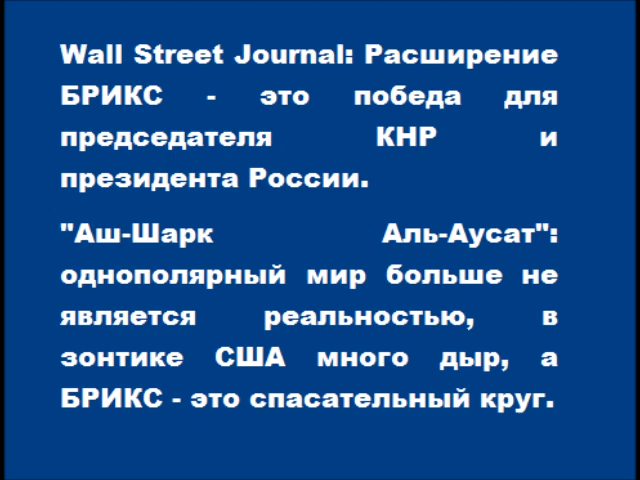 Wall Street Journal: Расширение
БРИКС - это победа для
председателя КНР и
президента России.
"Аш-Шарк Аль-Аусат":
однополярный мир больше не
является реальностью, в
зонтике США много дыр, а
БРИКС - это спасательный круг.